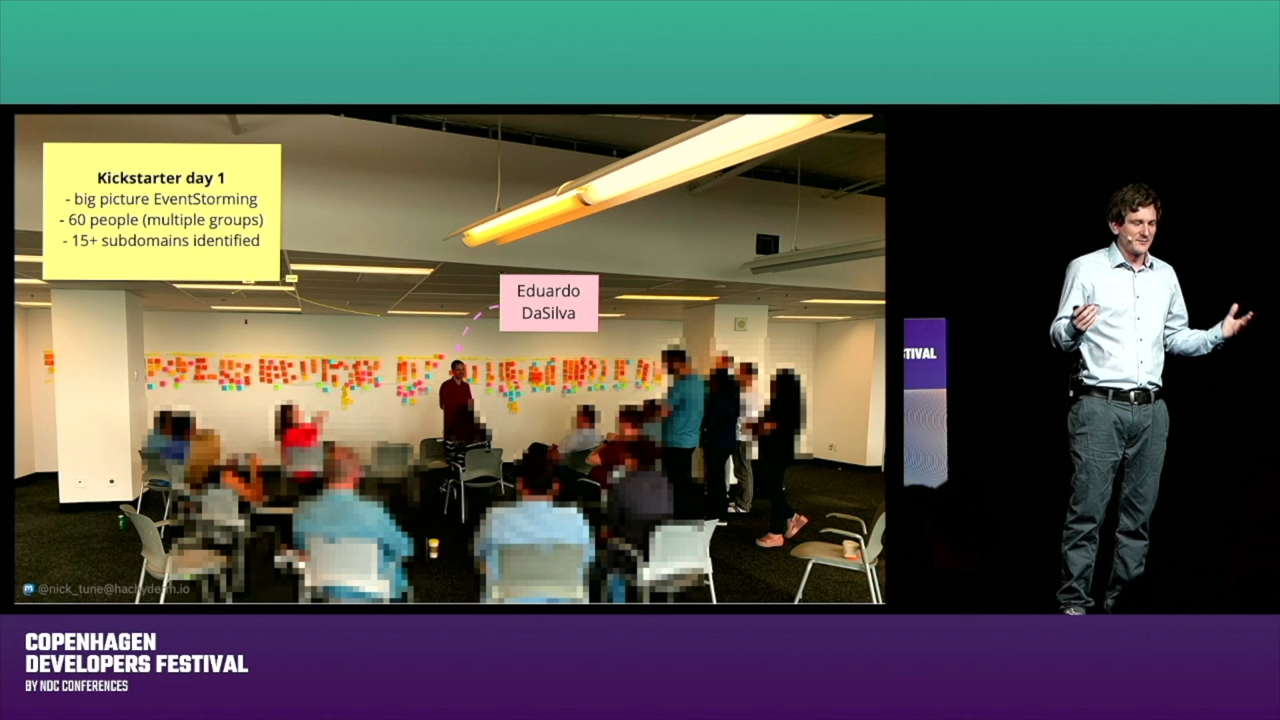 Kickstarter day 1
- big picture EventStorming
- 60 people (multiple groups)
- 15+ subdomains identified
Eduardo
DaSilva
@nick_tune@hachyderm.io
TIVAL
COPENHAGEN
DEVELOPERS FESTIVAL
BY NDC CONFERENCES